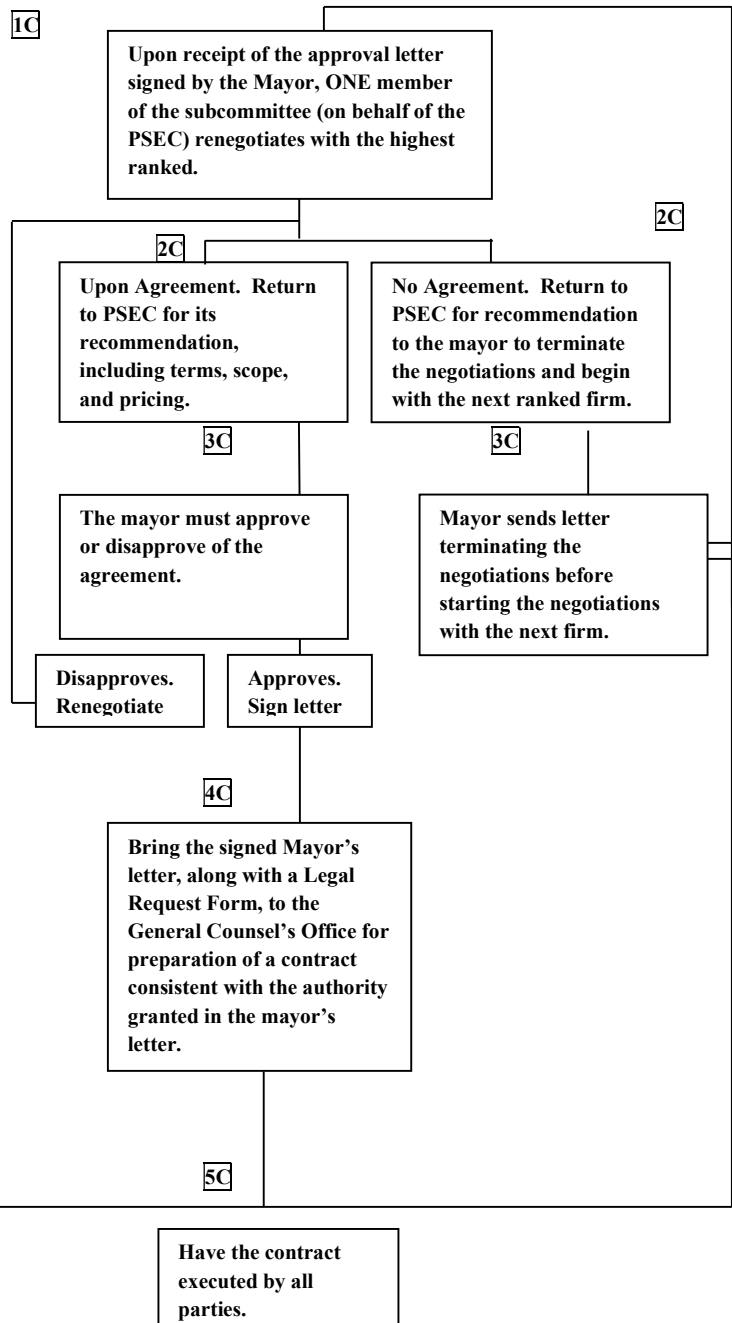 1C
Upon receipt of the approval letter
signed by the Mayor, ONE member
of the subcommittee (on behalf of the
PSEC) renegotiates with the highest
ranked.
2C
Upon Agreement.  Return
to PSEC for its
recommendation,
including terms, scope,
and pricing.
2C
No Agreement.  Return to
PSEC for recommendation
to the mayor to terminate
the negotiations and begin
with the next ranked firm.
3C
The mayor must approve
or disapprove of the
agreement.
3C
Mayor sends letter
terminating the
negotiations before
starting the negotiations
with the next firm.
Disapproves.
Renegotiate
Approves.
Sign letter
4C
Bring the signed Mayor’s
letter, along with a Legal
Request Form, to the
General Counsel’s Office for
preparation of a contract
consistent with the authority
granted in the mayor’s
letter.
5C
Have the contract
executed by all
parties.